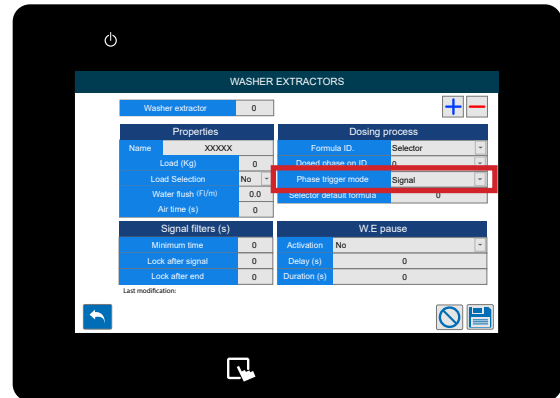 WASHER EXTRACTORS
Washer extractor 0
Properties
Name XXXXX
Load (Kg) 0
Load Selection No
Water flush (Fl/m) 0.0
Air time (s) 0
Dosing process
Formula ID. Selector
Dosed phase on ID 0
Phase trigger mode Signal
Selector default formula 0
Signal filters (s)
Minimum time 0
Lock after signal 0
Lock after end 0
W.E pause
Activation No
Delay (s) 0
Duration (s) 0
Last modification: